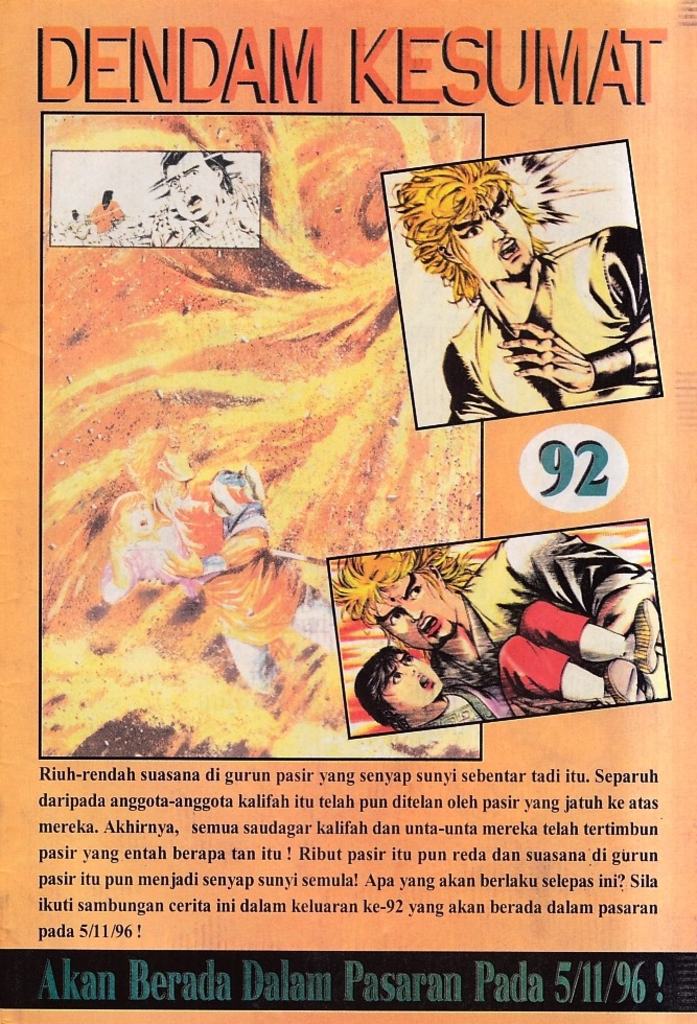 DENDAM KESUMAT
92
Riuh-rendah suasana di gurun pasir yang senyap sunyi sebentar tadi itu. Separuh
daripada anggota-anggota kalifah itu telah pun ditelan oleh pasir yang jatuh ke atas
mereka. Akhirnya, semua saudagar kalifah dan unta-unta mereka telah tertimbun
pasir yang entah berapa tan itu ! Ribut pasir itu pun reda dan suasana di gurun
pasir itu pun menjadi senyap sunyi semula! Apa yang akan berlaku selepas ini? Sila
ikuti sambungan cerita ini dalam keluaran ke-92 yang akan berada dalam pasaran
pada 5/11/96 !
Akan Berada Dalam Pasaran Pada 5/11/96 !